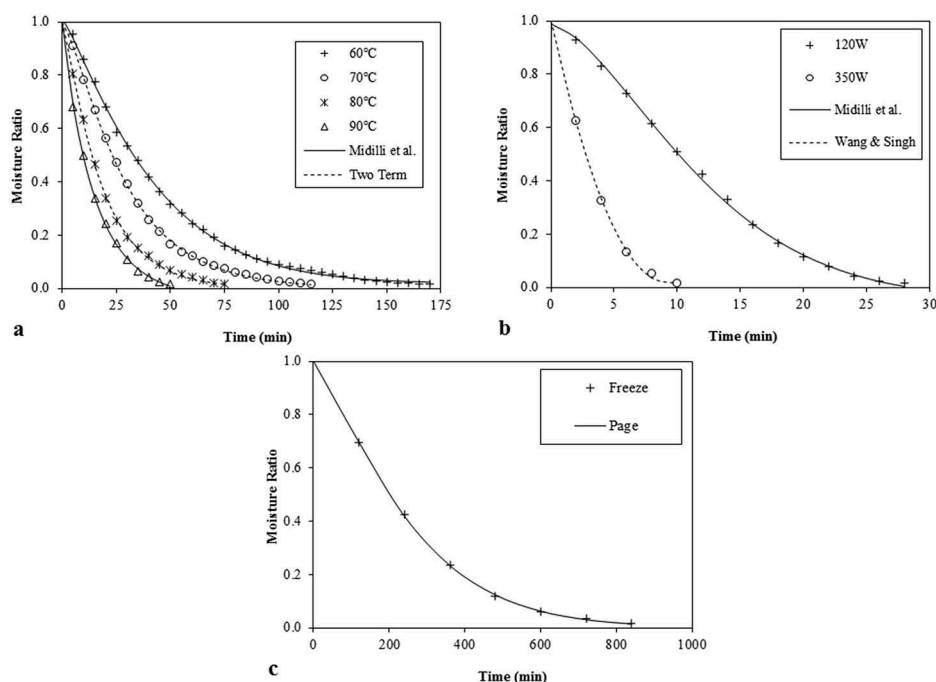 1.0
0.8
0.6
0.4
0.2
0.0
Moisture Ratio
60°C
70°C
80°C
90°C
Midilli et al.
Two Term
0 25 50 75 100 125 150 175
Time (min)
a
1.0
0.8
0.6
0.4
0.2
0.0
Moisture Ratio
120W
350W
Midilli et al.
Wang & Singh
0 5 10 15 20 25 30
Time (min)
b
1.0
0.8
0.6
0.4
0.2
0.0
Moisture Ratio
Freeze
Page
0 200 400 600 800 1000
Time (min)
c